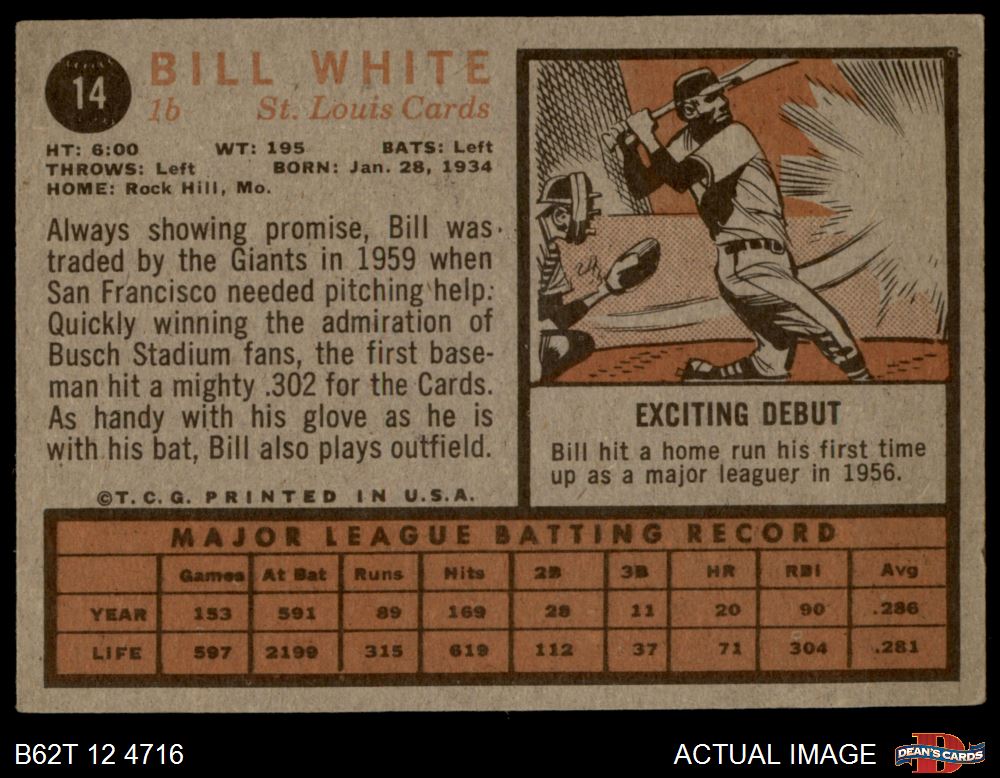 14
BILL WHITE
1b St. Louis Cards
HT: 6:00 WT: 195 BATS: Left
THROWS: Left BORN: Jan. 28, 1934
HOME: Rock Hill, Mo.
Always showing promise, Bill was
traded by the Giants in 1959 when
San Francisco needed pitching help.
Quickly winning the admiration of
Busch Stadium fans, the first base-
man hit a mighty .302 for the Cards.
As handy with his glove as he is
with his bat, Bill also plays outfield.
©T. C. G. PRINTED IN U.S.A.
EXCITING DEBUT
Bill hit a home run his first time
up as a major leaguer in 1956.
MAJOR LEAGUE BATTING RECORD
Games At Bat Runs Hits 2B 3B HR RBI Avg
YEAR 153 591 89 169 28 11 20 90 .286
LIFE 597 2199 315 619 112 37 71 304 .281
B62T 12 4716
ACTUAL IMAGE
DEAN'S CARDS